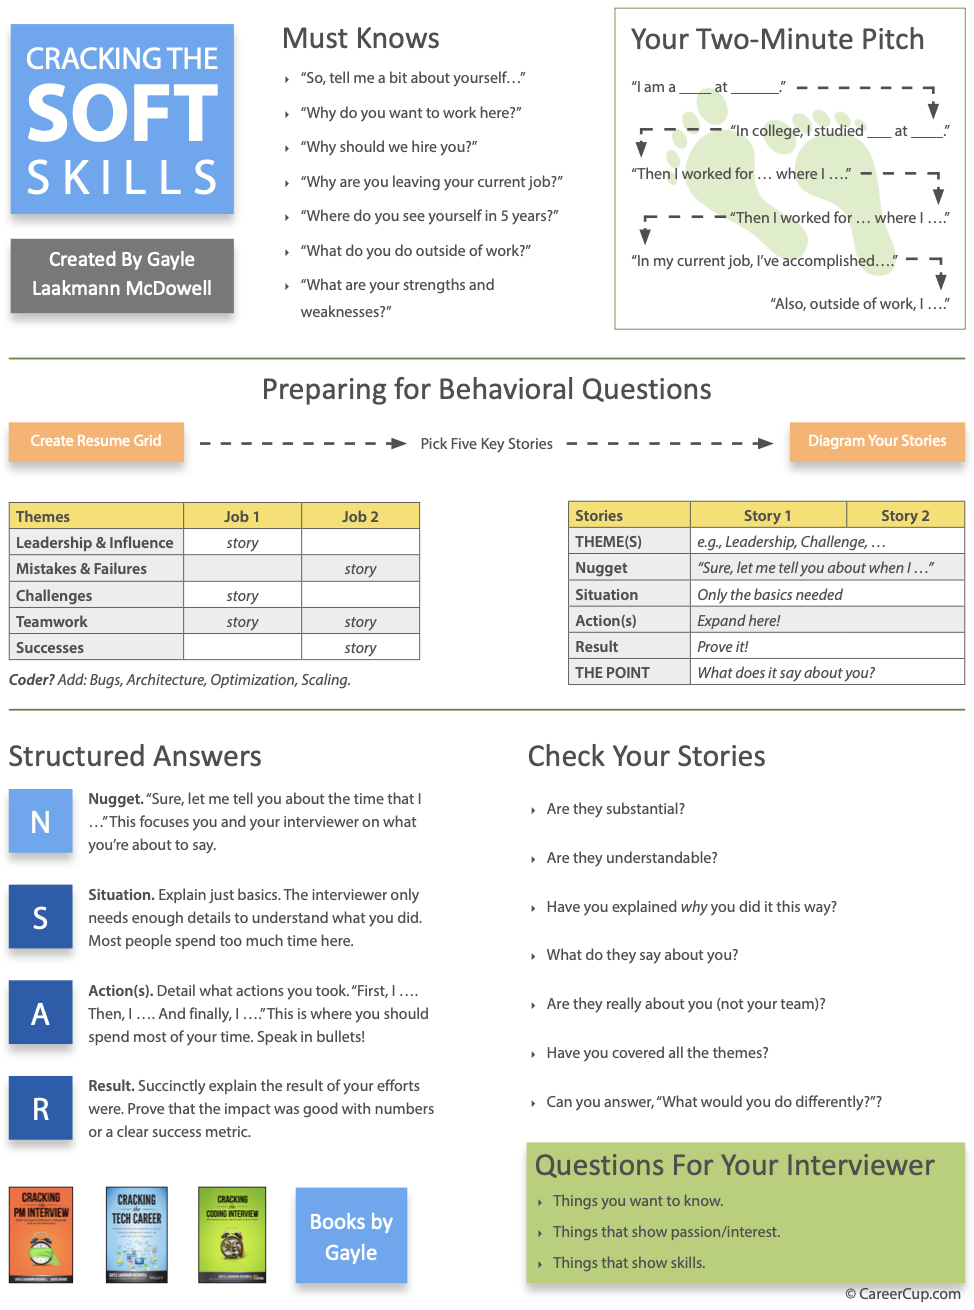 CRACKING THE
SOFT
SKILLS
Created By Gayle
Laakmann McDowell
Must Knows
“So, tell me a bit about yourself…”
“Why do you want to work here?”
“Why should we hire you?”
“Why are you leaving your current job?”
“Where do you see yourself in 5 years?”
“What do you do outside of work?”
“What are your strengths and
weaknesses?”
Your Two-Minute Pitch
“I am a ____ at ______.”
“In college, I studied ___ at ____.”
“Then I worked for … where I ….”
“Then I worked for … where I ….”
“In my current job, I’ve accomplished….”
“Also, outside of work, I ….”
Preparing for Behavioral Questions
Create Resume Grid
Pick Five Key Stories
Diagram Your Stories
Themes Job 1 Job 2
Leadership & Influence story
Mistakes & Failures story
Challenges story
Teamwork story story
Successes story
Coder? Add: Bugs, Architecture, Optimization, Scaling.
Stories Story 1 Story 2
THEME(S) e.g., Leadership, Challenge, …
Nugget “Sure, let me tell you about when I …”
Situation Only the basics needed
Action(s) Expand here!
Result Prove it!
THE POINT What does it say about you?
Structured Answers
N
Nugget. “Sure, let me tell you about the time that I
…” This focuses you and your interviewer on what
you’re about to say.
S
Situation. Explain just basics. The interviewer only
needs enough details to understand what you did.
Most people spend too much time here.
A
Action(s). Detail what actions you took. “First, I ….
Then, I …. And finally, I ….” This is where you should
spend most of your time. Speak in bullets!
R
Result. Succinctly explain the result of your efforts
were. Prove that the impact was good with numbers
or a clear success metric.
CRACKING
the
PM INTERVIEW
CRACKING
the
TECH CAREER
CRACKING
the
CODING INTERVIEW
Books by
Gayle
Check Your Stories
Are they substantial?
Are they understandable?
Have you explained why you did it this way?
What do they say about you?
Are they really about you (not your team)?
Have you covered all the themes?
Can you answer, “What would you do differently?”?
Questions For Your Interviewer
Things you want to know.
Things that show passion/interest.
Things that show skills.
© CareerCup.com